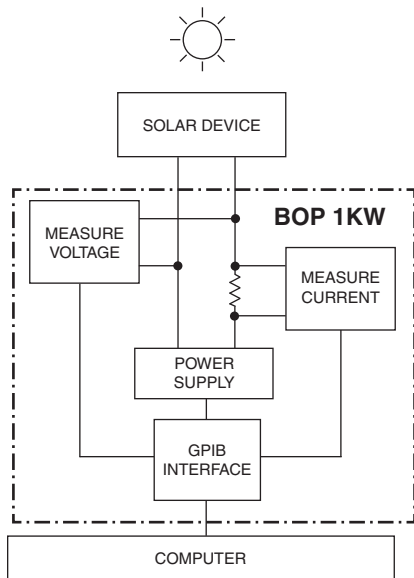 SOLAR DEVICE
BOP 1KW
MEASURE
VOLTAGE
MEASURE
CURRENT
POWER
SUPPLY
GPIB
INTERFACE
COMPUTER